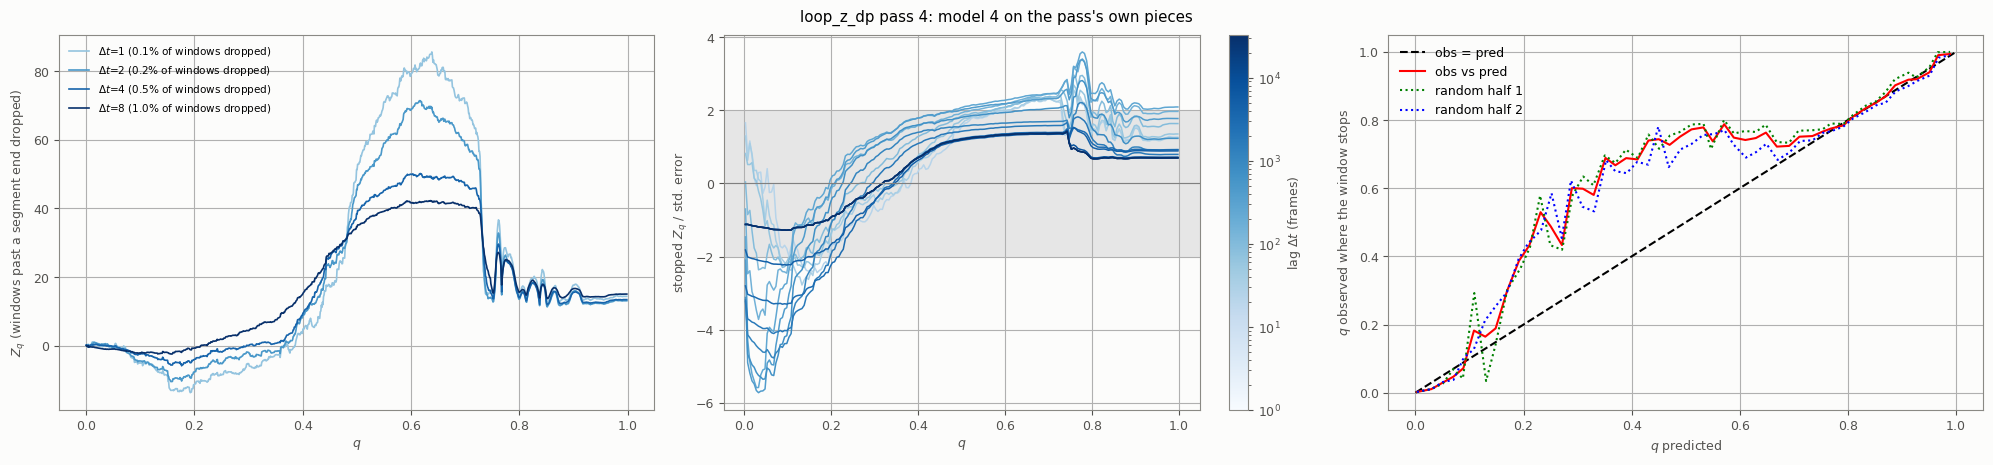 loop_z_dp pass 4: model 4 on the pass's own pieces
Δt=1 (0.1% of windows dropped)
Δt=2 (0.2% of windows dropped)
Δt=4 (0.5% of windows dropped)
Δt=8 (1.0% of windows dropped)
Z_q (windows past a segment end dropped)
80
60
40
20
0
0.0 0.2 0.4 0.6 0.8 1.0
q
stopped Z_q / std. error
4
2
0
−2
−4
−6
0.0 0.2 0.4 0.6 0.8 1.0
q
10^4
10^3
10^2
10^1
10^0
lag Δt (frames)
obs = pred
obs vs pred
random half 1
random half 2
q observed where the window stops
1.0
0.8
0.6
0.4
0.2
0.0
0.0 0.2 0.4 0.6 0.8 1.0
q predicted